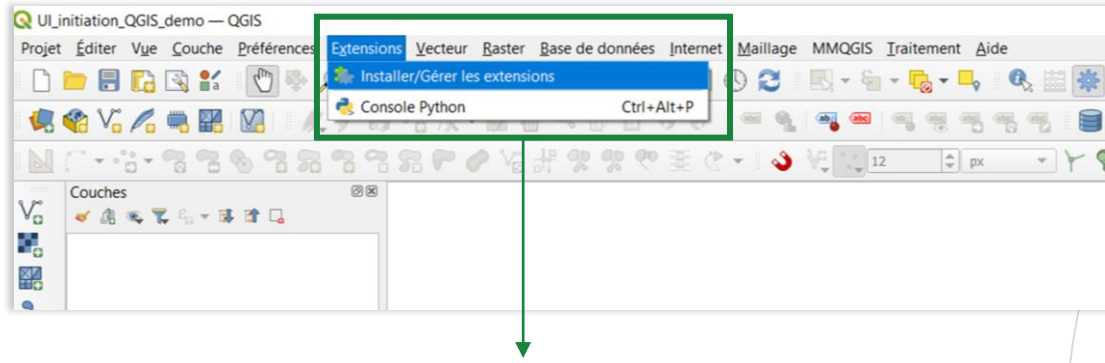 UI_initiation_QGIS_demo — QGIS
Projet Éditer Vue Couche Préférences Extensions Vecteur Raster Base de données Internet Maillage MMQGIS Traitement Aide
Installer/Gérer les extensions
Console Python Ctrl+Alt+P
12 px
Couches